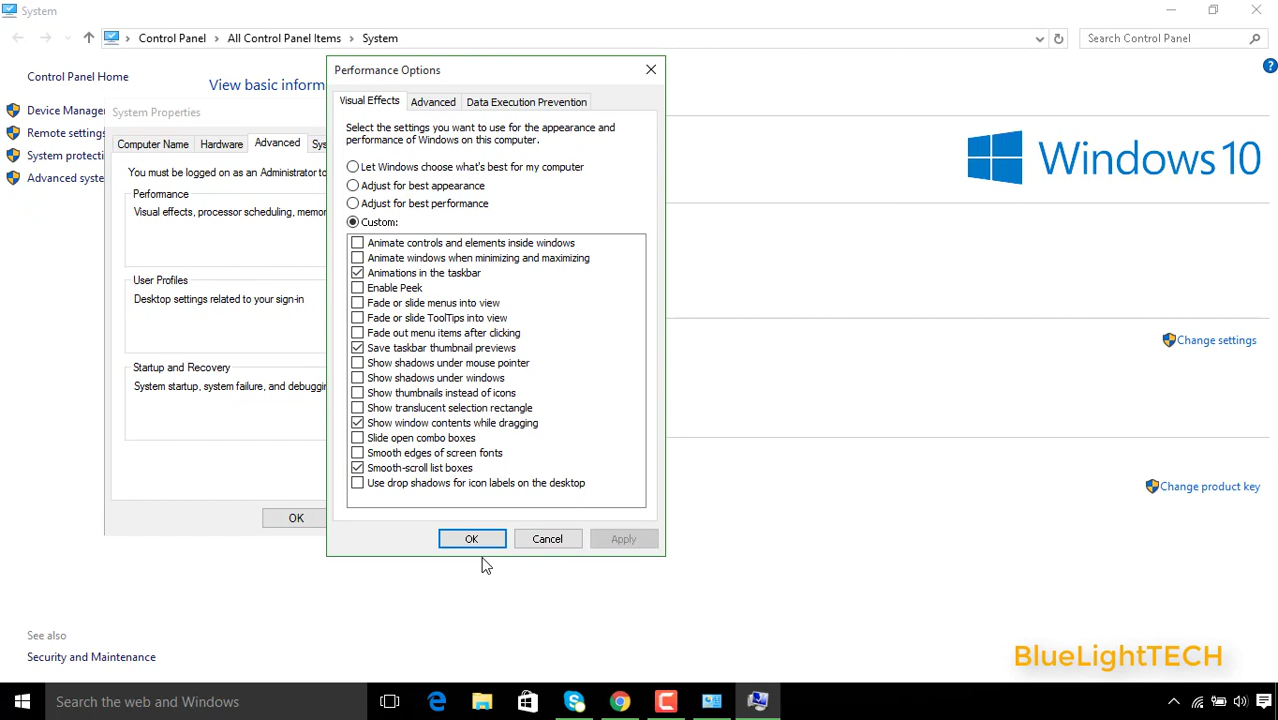 System
Control Panel > All Control Panel Items > System
Search Control Panel
Control Panel Home
Device Manager
Remote settings
System protecti
Advanced syste
View basic inform
System Properties
Computer Name
Hardware
Advanced
Sys
You must be logged on as an Administrator to
Performance
Visual effects, processor scheduling, memor
User Profiles
Desktop settings related to your sign-in
Startup and Recovery
System startup, system failure, and debuggin
OK
Performance Options
Visual Effects
Advanced
Data Execution Prevention
Select the settings you want to use for the appearance and
performance of Windows on this computer.
Let Windows choose what's best for my computer
Adjust for best appearance
Adjust for best performance
Custom:
Animate controls and elements inside windows
Animate windows when minimizing and maximizing
Animations in the taskbar
Enable Peek
Fade or slide menus into view
Fade or slide ToolTips into view
Fade out menu items after clicking
Save taskbar thumbnail previews
Show shadows under mouse pointer
Show shadows under windows
Show thumbnails instead of icons
Show translucent selection rectangle
Show window contents while dragging
Slide open combo boxes
Smooth edges of screen fonts
Smooth-scroll list boxes
Use drop shadows for icon labels on the desktop
OK
Cancel
Apply
Windows 10
Change settings
Change product key
See also
Security and Maintenance
BlueLightTECH
Search the web and Windows